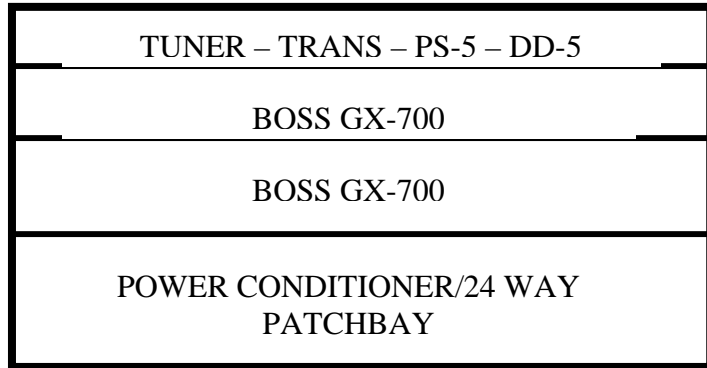 TUNER – TRANS – PS-5 – DD-5
BOSS GX-700
BOSS GX-700
POWER CONDITIONER/24 WAY
PATCHBAY